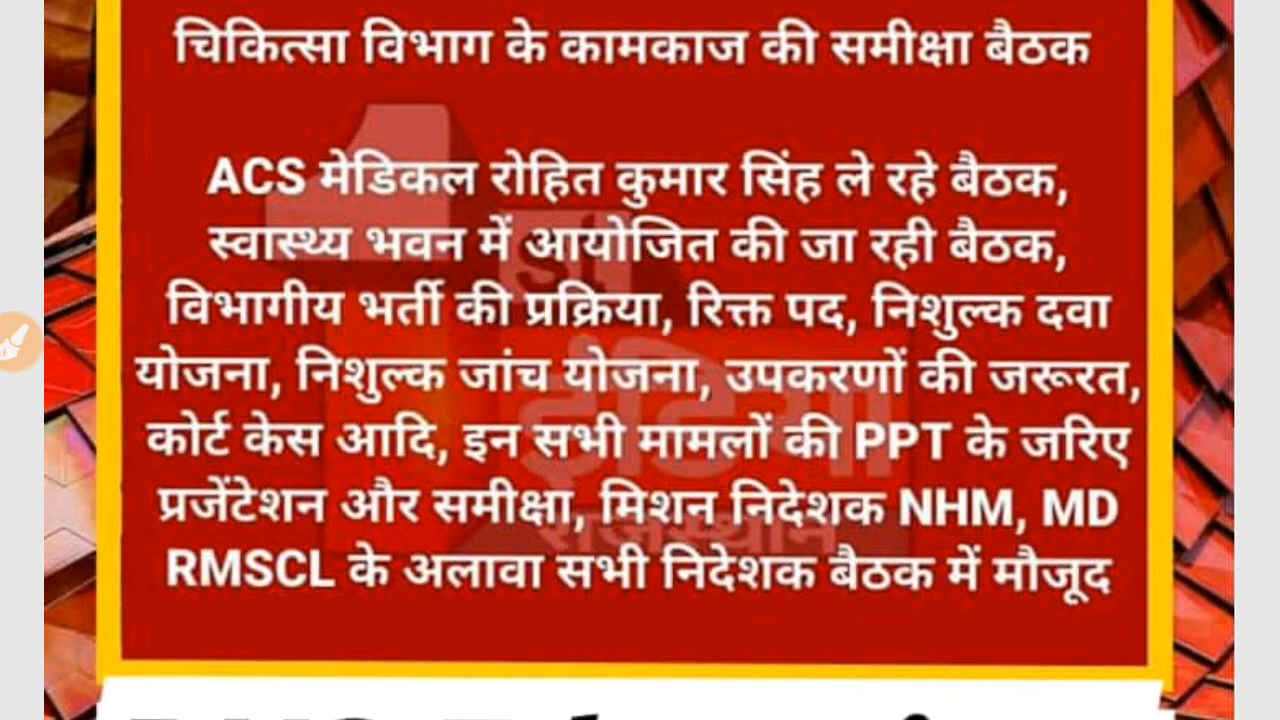 चिकित्सा विभाग के कामकाज की समीक्षा बैठक
ACS मेडिकल रोहित कुमार सिंह ले रहे बैठक,
स्वास्थ्य भवन में आयोजित की जा रही बैठक,
विभागीय भर्ती की प्रक्रिया, रिक्त पद, निशुल्क दवा
योजना, निशुल्क जांच योजना, उपकरणों की जरूरत,
कोर्ट केस आदि, इन सभी मामलों की PPT के जरिए
प्रजेंटेशन और समीक्षा, मिशन निदेशक NHM, MD
RMSCL के अलावा सभी निदेशक बैठक में मौजूद
1st
इंडिया
राजस्थान